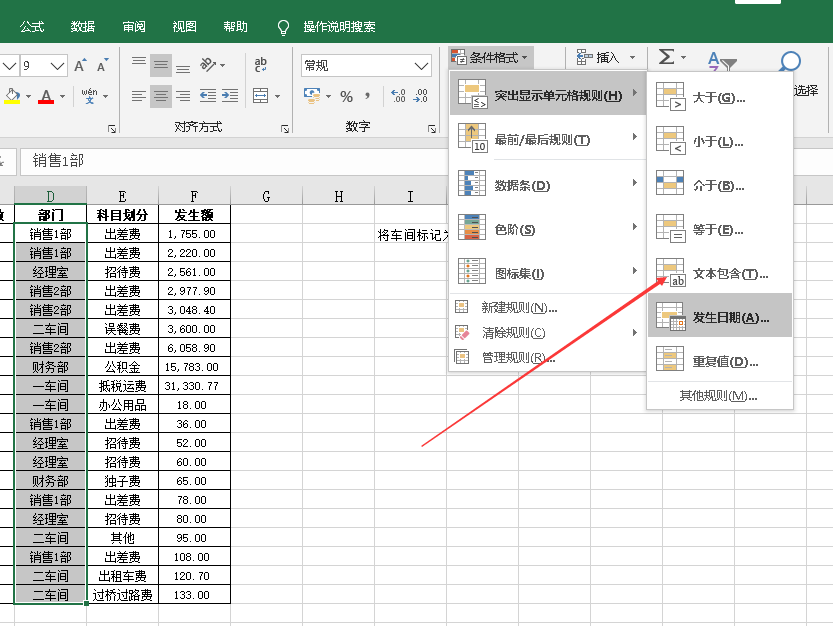 公式 数据 审阅 视图 帮助 操作说明搜索
9 A A ab 常规 条件格式 插入 Σ A Z
A wén 文 % , .00 .00 选择
对齐方式 数字
销售1部
突出显示单元格规则(H)
最前/最后规则(T)
数据条(D)
色阶(S)
图标集(I)
新建规则(N)...
清除规则(C)
管理规则(R)...
大于(G)...
小于(L)...
介于(B)...
等于(E)...
文本包含(T)...
发生日期(A)...
重复值(D)...
其他规则(M)...
D E F G H I
部门 科目划分 发生额
销售1部 出差费 1,755.00 将车间标记为
销售1部 出差费 2,220.00
经理室 招待费 2,561.00
销售2部 出差费 2,977.90
销售2部 出差费 3,048.40
二车间 误餐费 3,600.00
销售2部 出差费 6,058.90
财务部 公积金 15,783.00
一车间 抵税运费 31,330.77
一车间 办公用品 18.00
销售1部 出差费 36.00
经理室 招待费 52.00
经理室 招待费 60.00
财务部 独子费 65.00
销售1部 出差费 78.00
经理室 招待费 80.00
二车间 其他 95.00
销售1部 出差费 108.00
二车间 出租车费 120.70
二车间 过桥过路费 133.00